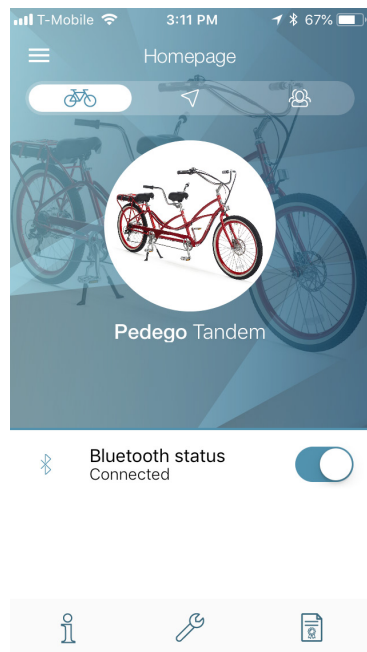 T-Mobile 3:11 PM 67%
Homepage
Pedego Tandem
Bluetooth status
Connected